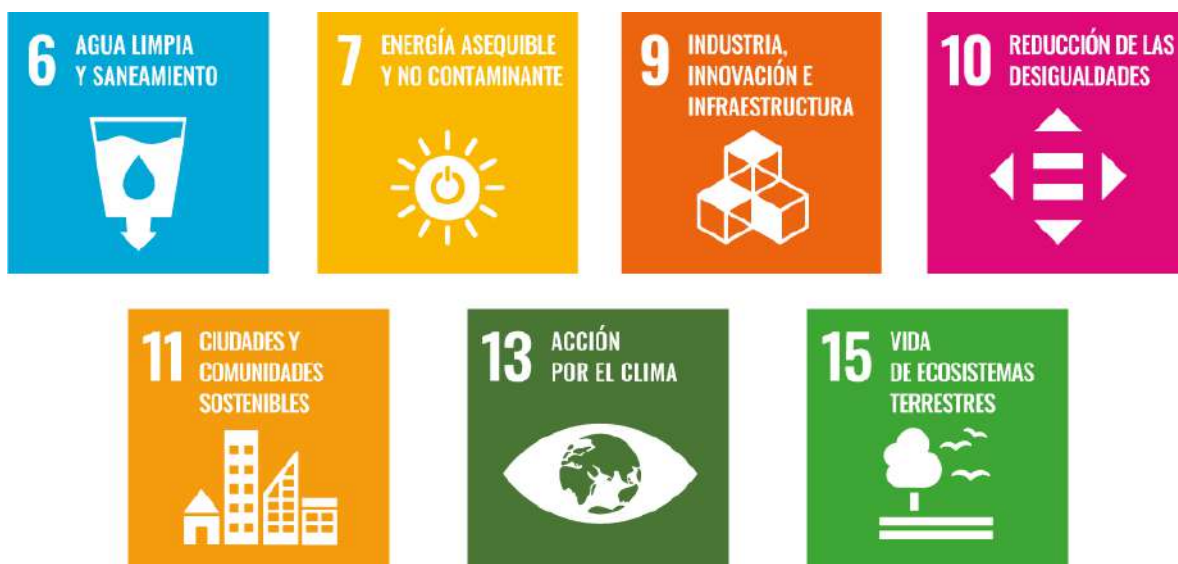 6 AGUA LIMPIA
Y SANEAMIENTO
7 ENERGÍA ASEQUIBLE
Y NO CONTAMINANTE
9 INDUSTRIA,
INNOVACIÓN E
INFRAESTRUCTURA
10 REDUCCIÓN DE LAS
DESIGUALDADES
11 CIUDADES Y
COMUNIDADES
SOSTENIBLES
13 ACCIÓN
POR EL CLIMA
15 VIDA
DE ECOSISTEMAS
TERRESTRES